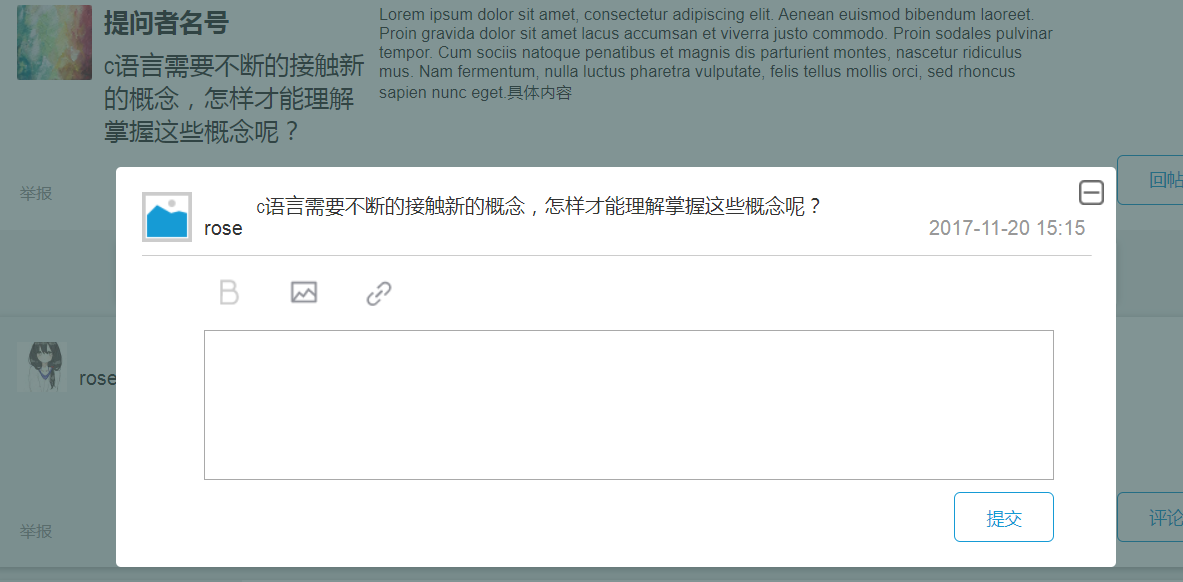 提问者名号
c语言需要不断的接触新
的概念，怎样才能理解
掌握这些概念呢？
Lorem ipsum dolor sit amet, consectetur adipiscing elit. Aenean euismod bibendum laoreet.
Proin gravida dolor sit amet lacus accumsan et viverra justo commodo. Proin sodales pulvinar
tempor. Cum sociis natoque penatibus et magnis dis parturient montes, nascetur ridiculus
mus. Nam fermentum, nulla luctus pharetra vulputate, felis tellus mollis orci, sed rhoncus
sapien nunc eget.具体内容
举报
回帖
rose
c语言需要不断的接触新的概念，怎样才能理解掌握这些概念呢？
2017-11-20 15:15
B
提交
rose
举报
评论